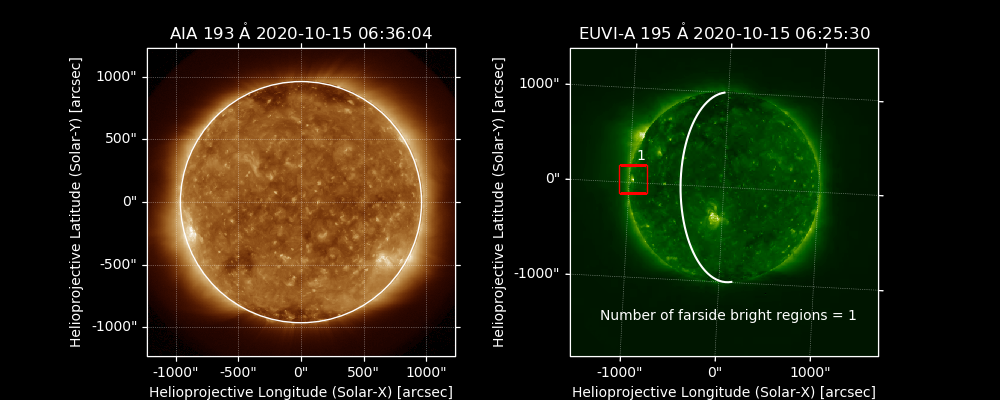 AIA 193 Å 2020-10-15 06:36:04
Helioprojective Latitude (Solar-Y) [arcsec]
1000"
500"
0"
-500"
-1000"
-1000" -500" 0" 500" 1000"
Helioprojective Longitude (Solar-X) [arcsec]
EUVI-A 195 Å 2020-10-15 06:25:30
Helioprojective Latitude (Solar-Y) [arcsec]
1000"
0"
-1000"
1
Number of farside bright regions = 1
-1000" 0" 1000"
Helioprojective Longitude (Solar-X) [arcsec]